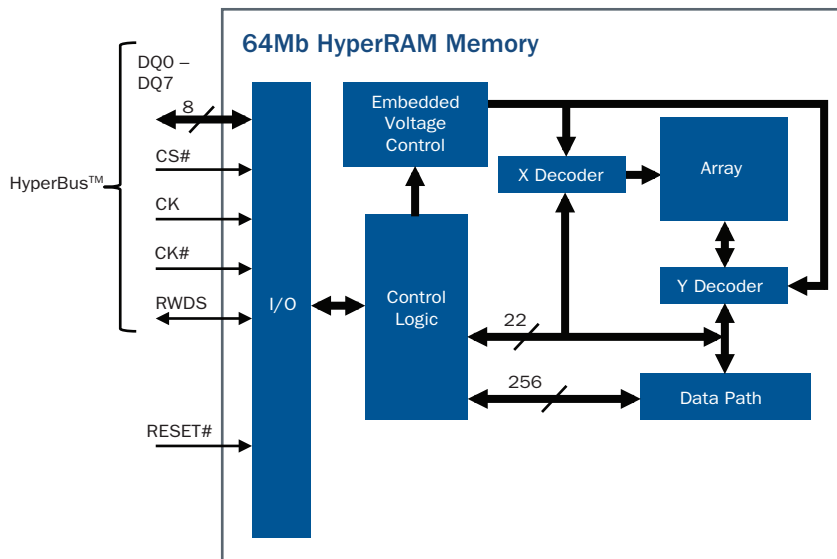 64Mb HyperRAM Memory
DQ0 –
DQ7
8
CS#
HyperBus™
CK
CK#
RWDS
RESET#
I/O
Embedded
Voltage
Control
X Decoder
Array
Y Decoder
Control
Logic
22
256
Data Path